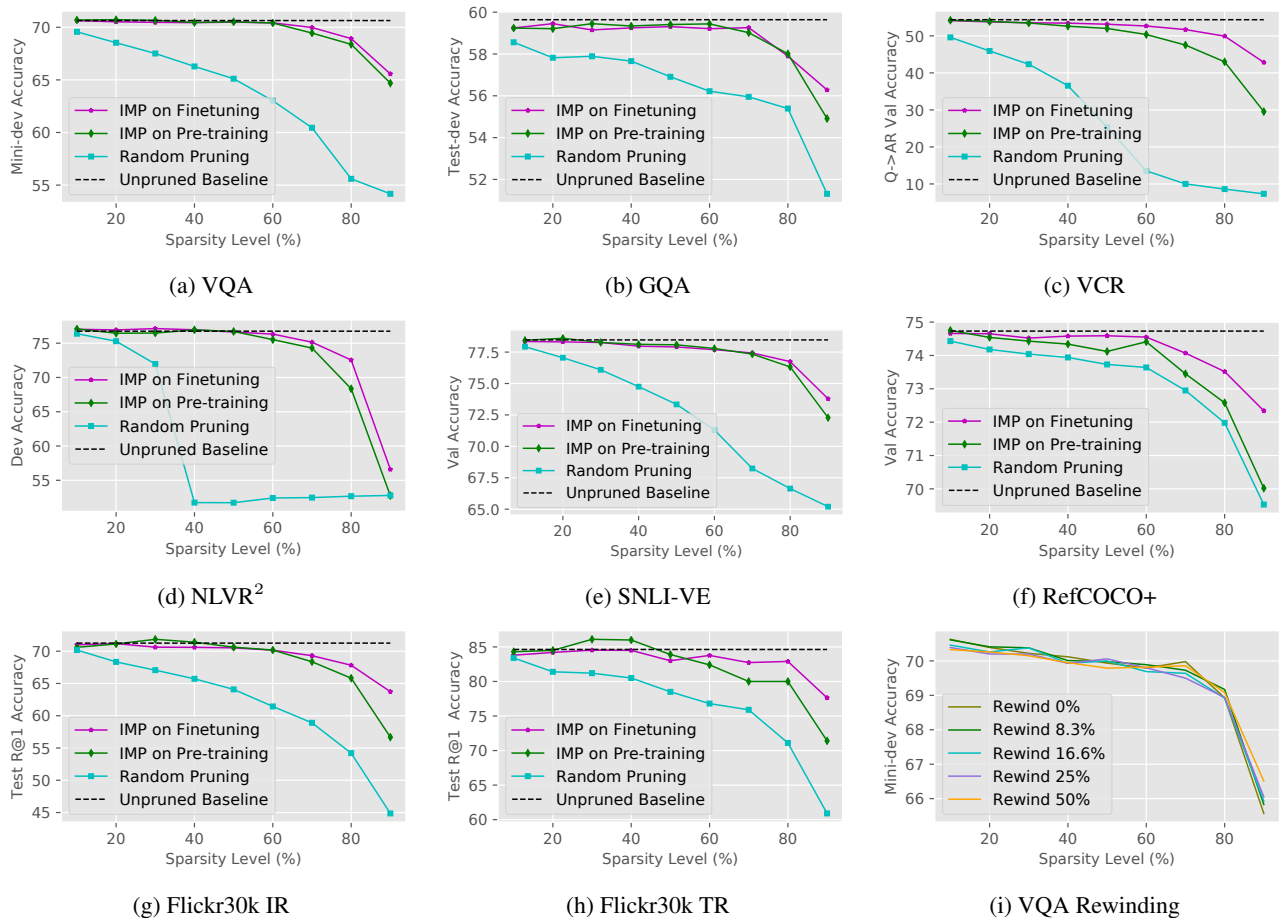 70
65
60
55
Mini-dev Accuracy
IMP on Finetuning
IMP on Pre-training
Random Pruning
Unpruned Baseline
20 40 60 80
Sparsity Level (%)
(a) VQA
60
58
56
54
52
Test-dev Accuracy
IMP on Finetuning
IMP on Pre-training
Random Pruning
Unpruned Baseline
20 40 60 80
Sparsity Level (%)
(b) GQA
50
40
30
20
10
Q->AR Val Accuracy
IMP on Finetuning
IMP on Pre-training
Random Pruning
Unpruned Baseline
20 40 60 80
Sparsity Level (%)
(c) VCR
75
70
65
60
55
Dev Accuracy
IMP on Finetuning
IMP on Pre-training
Random Pruning
Unpruned Baseline
20 40 60 80
Sparsity Level (%)
(d) NLVR²
77.5
75.0
72.5
70.0
67.5
65.0
Val Accuracy
IMP on Finetuning
IMP on Pre-training
Random Pruning
Unpruned Baseline
20 40 60 80
Sparsity Level (%)
(e) SNLI-VE
75
74
73
72
71
70
Val Accuracy
IMP on Finetuning
IMP on Pre-training
Random Pruning
Unpruned Baseline
20 40 60 80
Sparsity Level (%)
(f) RefCOCO+
70
65
60
55
50
45
Test R@1 Accuracy
IMP on Finetuning
IMP on Pre-training
Random Pruning
Unpruned Baseline
20 40 60 80
Sparsity Level (%)
(g) Flickr30k IR
85
80
75
70
65
60
Test R@1 Accuracy
IMP on Finetuning
IMP on Pre-training
Random Pruning
Unpruned Baseline
20 40 60 80
Sparsity Level (%)
(h) Flickr30k TR
70
69
68
67
66
Mini-dev Accuracy
Rewind 0%
Rewind 8.3%
Rewind 16.6%
Rewind 25%
Rewind 50%
20 40 60 80
Sparsity Level (%)
(i) VQA Rewinding